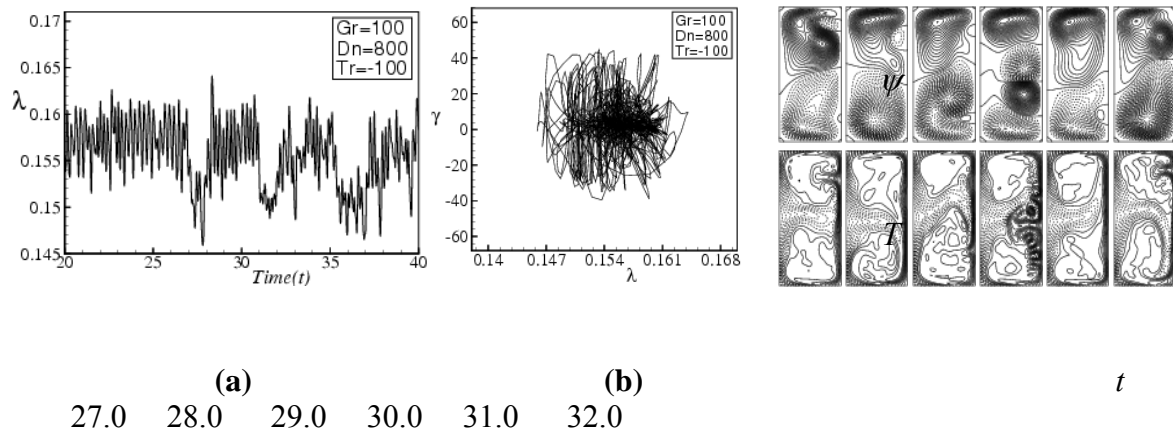 0.17
0.165
λ
0.16
0.155
0.15
0.145
20 25 30 35 40
Time(t)
Gr=100
Dn=800
Tr=-100
60
40
20
γ
0
-20
-40
-60
0.14 0.147 0.154 0.161 0.168
λ
Gr=100
Dn=800
Tr=-100
ψ
T
(a) (b) t
27.0 28.0 29.0 30.0 31.0 32.0